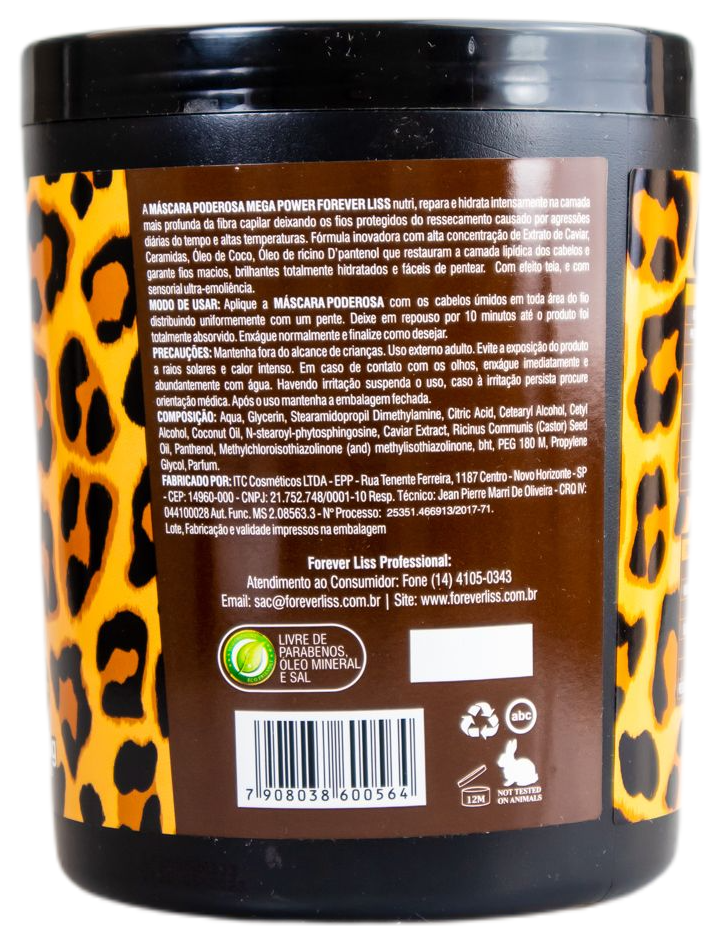 A MÁSCARA PODEROSA MEGA POWER FOREVER LISS nutri, repara e hidrata intensamente na camada
mais profunda da fibra capilar deixando os fios protegidos do ressecamento causado por agressões
diárias do tempo e altas temperaturas. Fórmula inovadora com alta concentração de Extrato de Caviar,
Ceramidas, Óleo de Coco, Óleo de ricino D'pantenol que restauram a camada lipídica dos cabelos e
garante fios macios, brilhantes totalmente hidratados e fáceis de pentear. Com efeito teia, e com
sensorial ultra-emoliência.
MODO DE USAR: Aplique a MÁSCARA PODEROSA com os cabelos úmidos em toda área do fio
distribuindo uniformemente com um pente. Deixe em repouso por 10 minutos até o produto foi
totalmente absorvido. Enxágue normalmente e finalize como desejar.
PRECAUÇÕES: Mantenha fora do alcance de crianças. Uso externo adulto. Evite a exposição do produto
a raios solares e calor intenso. Em caso de contato com os olhos, enxágue imediatamente e
abundantemente com água. Havendo irritação suspenda o uso, caso à irritação persista procure
orientação médica. Após o uso mantenha a embalagem fechada.
COMPOSIÇÃO: Aqua, Glycerin, Stearamidopropil Dimethylamine, Citric Acid, Cetearyl Alcohol, Cetyl
Alcohol, Coconut Oil, N-stearoyl-phytosphingosine, Caviar Extract, Ricinus Communis (Castor) Seed
Oil, Panthenol, Methylchloroisothiazolinone (and) methylisothiazolinone, bht, PEG 180 M, Propylene
Glycol, Parfum.
FABRICADO POR: ITC Cosméticos LTDA - EPP - Rua Tenente Ferreira, 1187 Centro - Novo Horizonte - SP
- CEP: 14960-000 - CNPJ: 21.752.748/0001-10 Resp. Técnico: Jean Pierre Marri De Oliveira - CRQ IV:
044100028 Aut. Func. MS 2.08563.3 - Nº Processo: 25351.466913/2017-71.
Lote, Fabricação e validade impressos na embalagem
Forever Liss Professional:
Atendimento ao Consumidor: Fone (14) 4105-0343
Email: sac@foreverliss.com.br | Site: www.foreverliss.com.br
LIVRE DE
PARABENOS,
ÓLEO MINERAL
E SAL
abc
7 908038 600564
12M
NOT TESTED
ON ANIMALS
g